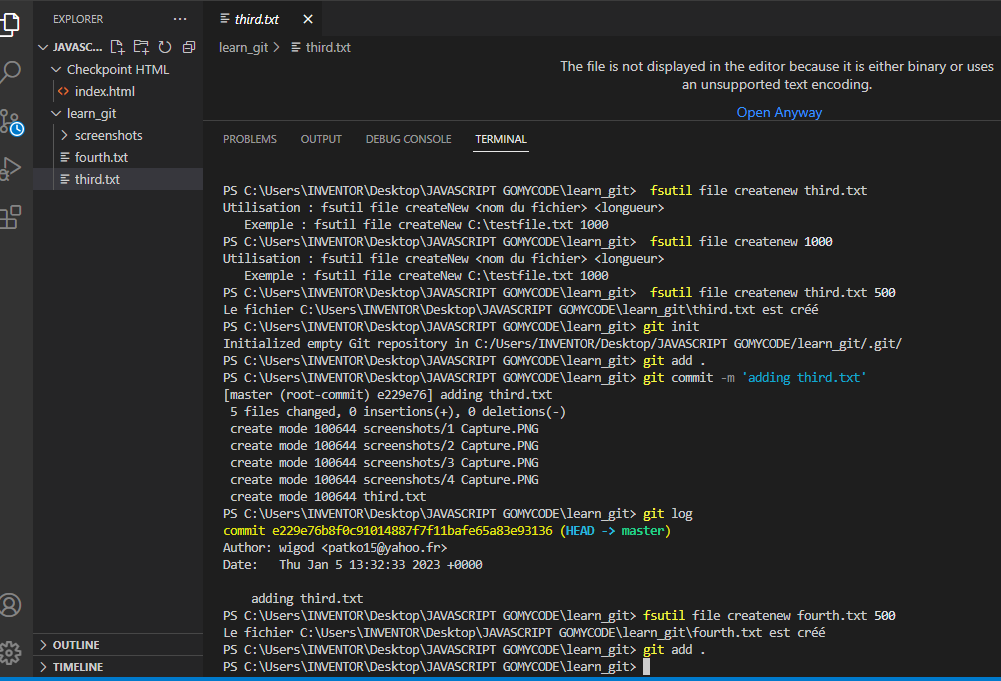 EXPLORER
···
third.txt
JAVASC...
learn_git > third.txt
Checkpoint HTML
<> index.html
learn_git
screenshots
fourth.txt
third.txt
The file is not displayed in the editor because it is either binary or uses
an unsupported text encoding.
Open Anyway
PROBLEMS
OUTPUT
DEBUG CONSOLE
TERMINAL
PS C:\Users\INVENTOR\Desktop\JAVASCRIPT GOMYCODE\learn_git>  fsutil file createnew third.txt
Utilisation : fsutil file createNew <nom du fichier> <longueur>
   Exemple : fsutil file createNew C:\testfile.txt 1000
PS C:\Users\INVENTOR\Desktop\JAVASCRIPT GOMYCODE\learn_git>  fsutil file createnew 1000
Utilisation : fsutil file createNew <nom du fichier> <longueur>
   Exemple : fsutil file createNew C:\testfile.txt 1000
PS C:\Users\INVENTOR\Desktop\JAVASCRIPT GOMYCODE\learn_git>  fsutil file createnew third.txt 500
Le fichier C:\Users\INVENTOR\Desktop\JAVASCRIPT GOMYCODE\learn_git\third.txt est créé
PS C:\Users\INVENTOR\Desktop\JAVASCRIPT GOMYCODE\learn_git> git init
Initialized empty Git repository in C:/Users/INVENTOR/Desktop/JAVASCRIPT GOMYCODE/learn_git/.git/
PS C:\Users\INVENTOR\Desktop\JAVASCRIPT GOMYCODE\learn_git> git add .
PS C:\Users\INVENTOR\Desktop\JAVASCRIPT GOMYCODE\learn_git> git commit -m 'adding third.txt'
[master (root-commit) e229e76] adding third.txt
 5 files changed, 0 insertions(+), 0 deletions(-)
 create mode 100644 screenshots/1 Capture.PNG
 create mode 100644 screenshots/2 Capture.PNG
 create mode 100644 screenshots/3 Capture.PNG
 create mode 100644 screenshots/4 Capture.PNG
 create mode 100644 third.txt
PS C:\Users\INVENTOR\Desktop\JAVASCRIPT GOMYCODE\learn_git> git log
commit e229e76b8f0c91014887f7f11bafe65a83e93136 (HEAD -> master)
Author: wigod <patko15@yahoo.fr>
Date:   Thu Jan 5 13:32:33 2023 +0000
    adding third.txt
PS C:\Users\INVENTOR\Desktop\JAVASCRIPT GOMYCODE\learn_git> fsutil file createnew fourth.txt 500
Le fichier C:\Users\INVENTOR\Desktop\JAVASCRIPT GOMYCODE\learn_git\fourth.txt est créé
PS C:\Users\INVENTOR\Desktop\JAVASCRIPT GOMYCODE\learn_git> git add .
PS C:\Users\INVENTOR\Desktop\JAVASCRIPT GOMYCODE\learn_git>
OUTLINE
TIMELINE